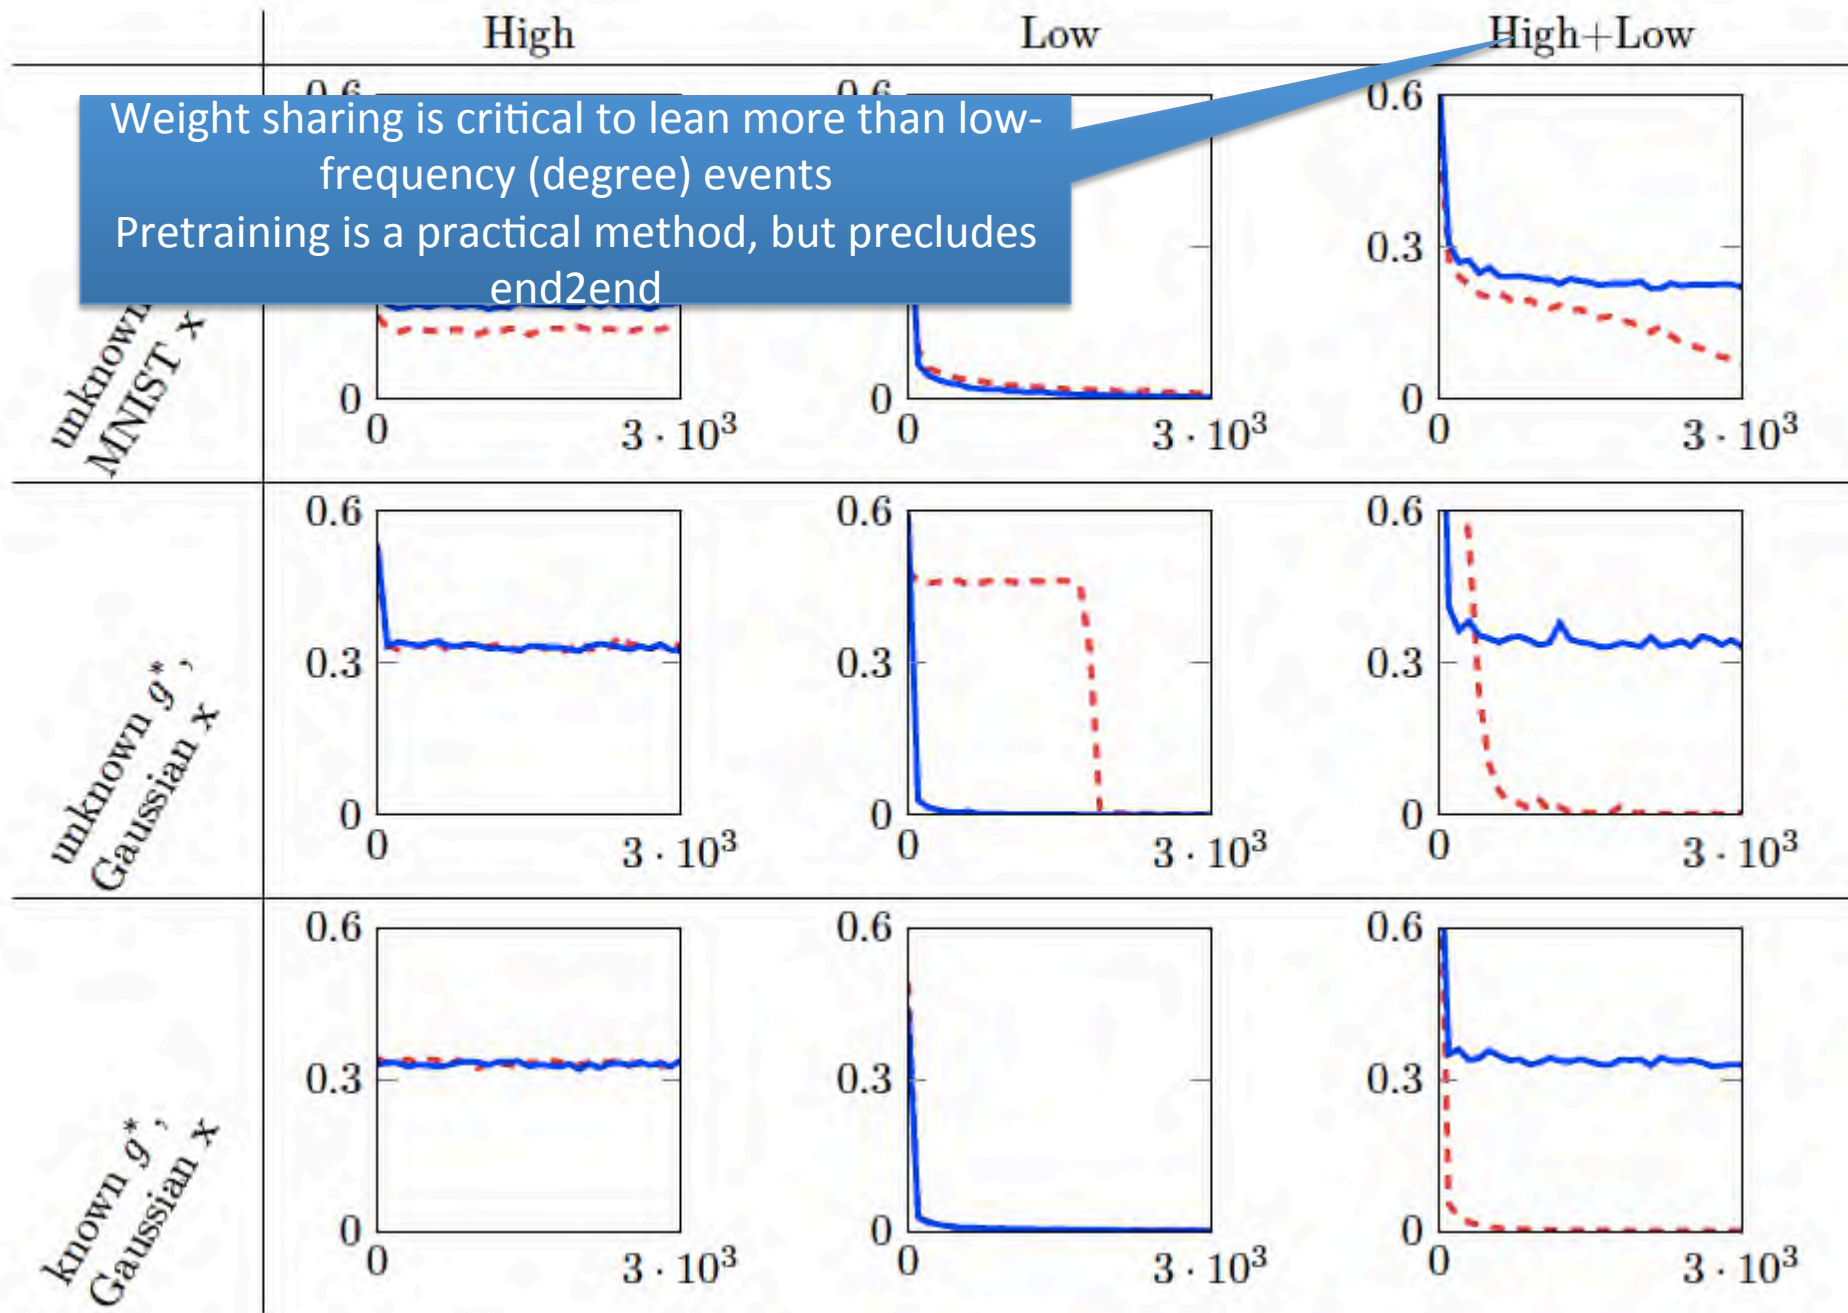 High Low High+Low
0.6 0.6 0.6
Weight sharing is critical to lean more than low-
frequency (degree) events
Pretraining is a practical method, but precludes
end2end
0.3
0 0 0
0 3 · 10³ 0 3 · 10³ 0 3 · 10³
unknown
MNIST x
0.6 0.6 0.6
0.3 0.3 0.3
0 0 0
0 3 · 10³ 0 3 · 10³ 0 3 · 10³
unknown g*,
Gaussian x
0.6 0.6 0.6
0.3 0.3 0.3
0 0 0
0 3 · 10³ 0 3 · 10³ 0 3 · 10³
known g*,
Gaussian x